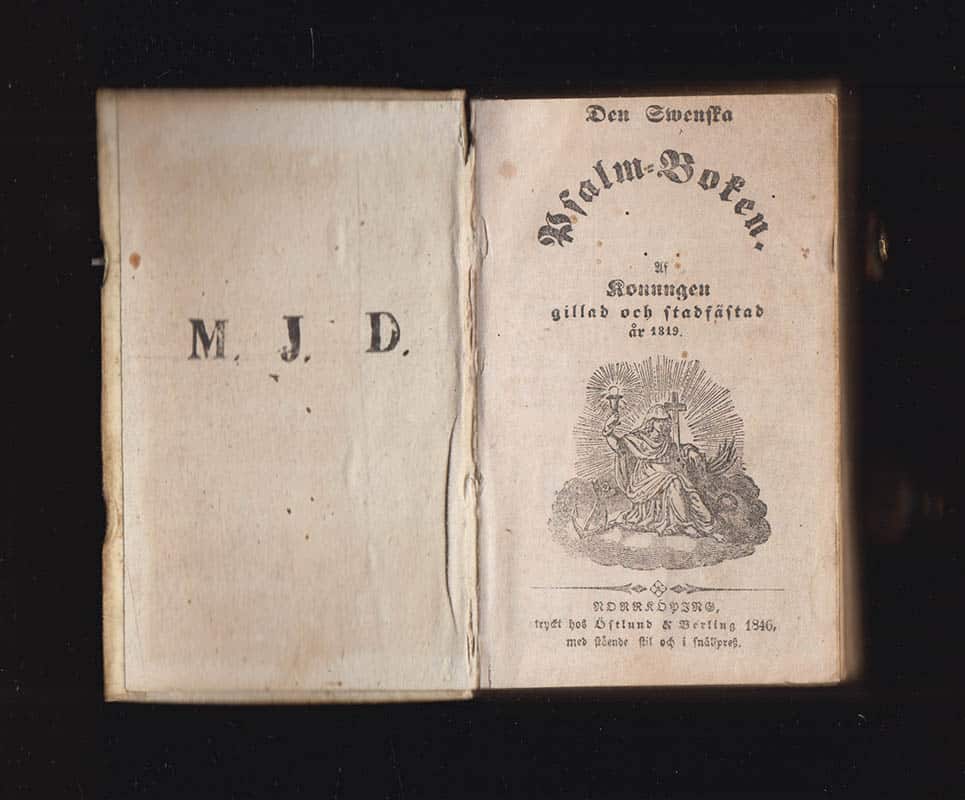 M. J. D.
Den Swenska
Psalm-Boken.
Af
Konungen
gillad och stadfästad
år 1819.
NORRKÖPING,
tryckt hos Östlund & Berling 1846,
med stående stil och i snällpreß.